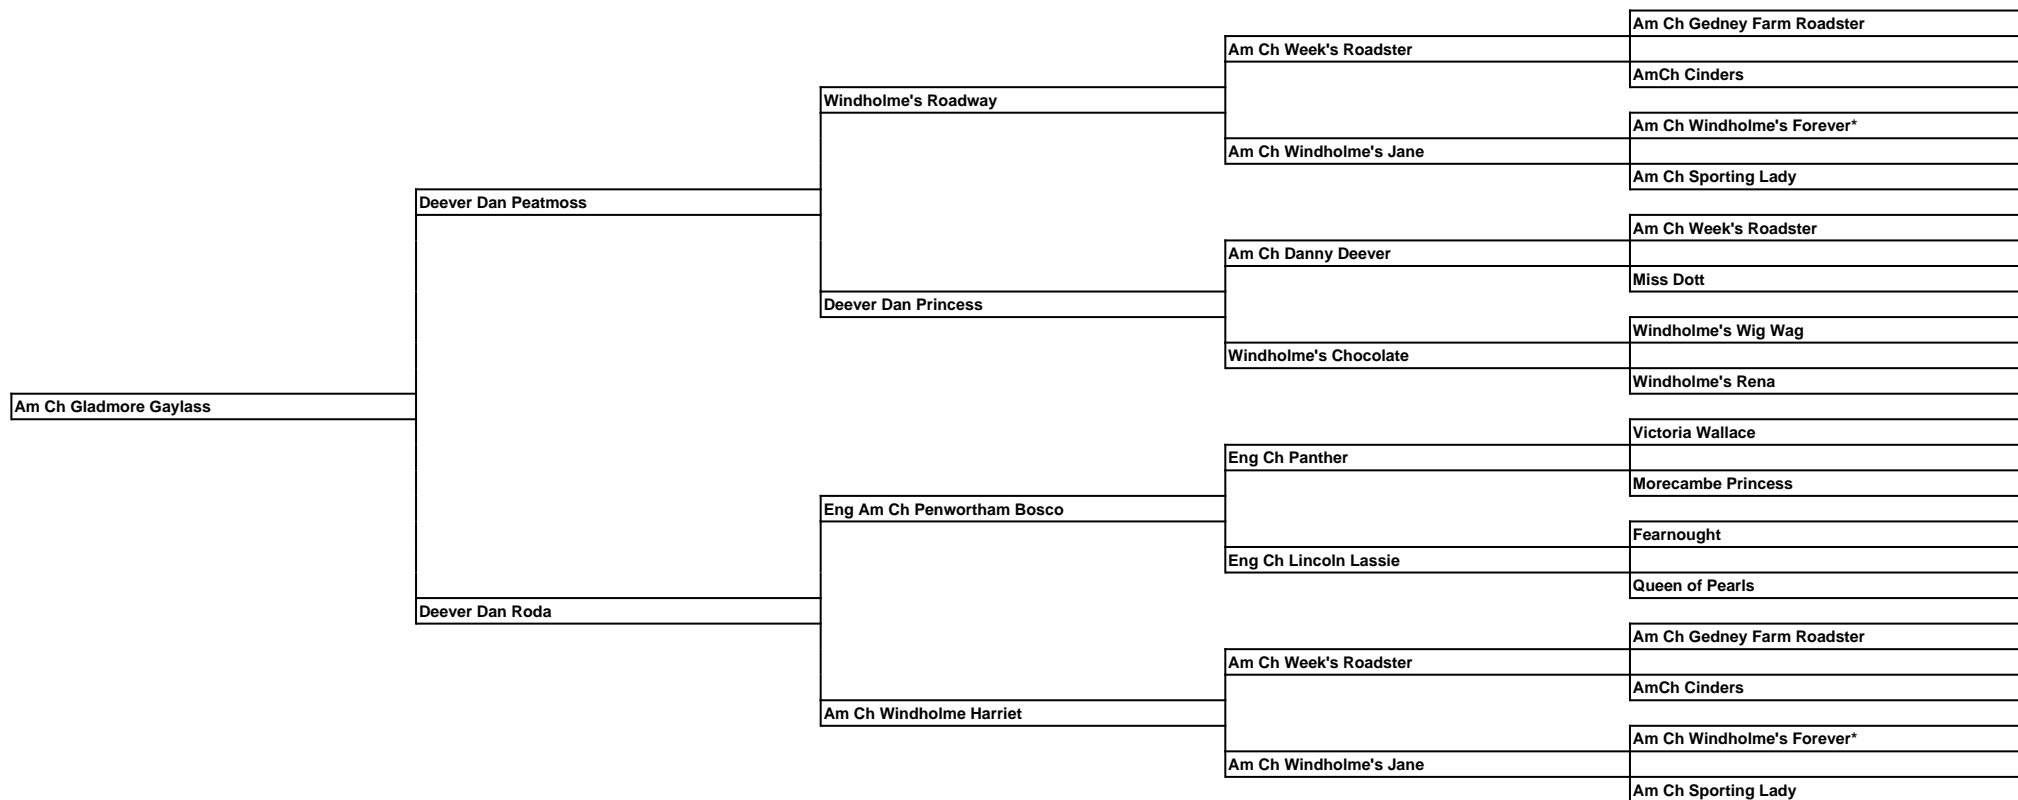 Am Ch Gedney Farm Roadster
Am Ch Week's Roadster
AmCh Cinders
Windholme's Roadway
Am Ch Windholme's Forever*
Am Ch Windholme's Jane
Am Ch Sporting Lady
Deever Dan Peatmoss
Am Ch Week's Roadster
Am Ch Danny Deever
Miss Dott
Deever Dan Princess
Windholme's Wig Wag
Windholme's Chocolate
Windholme's Rena
Am Ch Gladmore Gaylass
Victoria Wallace
Eng Ch Panther
Morecambe Princess
Eng Am Ch Penwortham Bosco
Fearnought
Eng Ch Lincoln Lassie
Queen of Pearls
Deever Dan Roda
Am Ch Gedney Farm Roadster
Am Ch Week's Roadster
AmCh Cinders
Am Ch Windholme Harriet
Am Ch Windholme's Forever*
Am Ch Windholme's Jane
Am Ch Sporting Lady